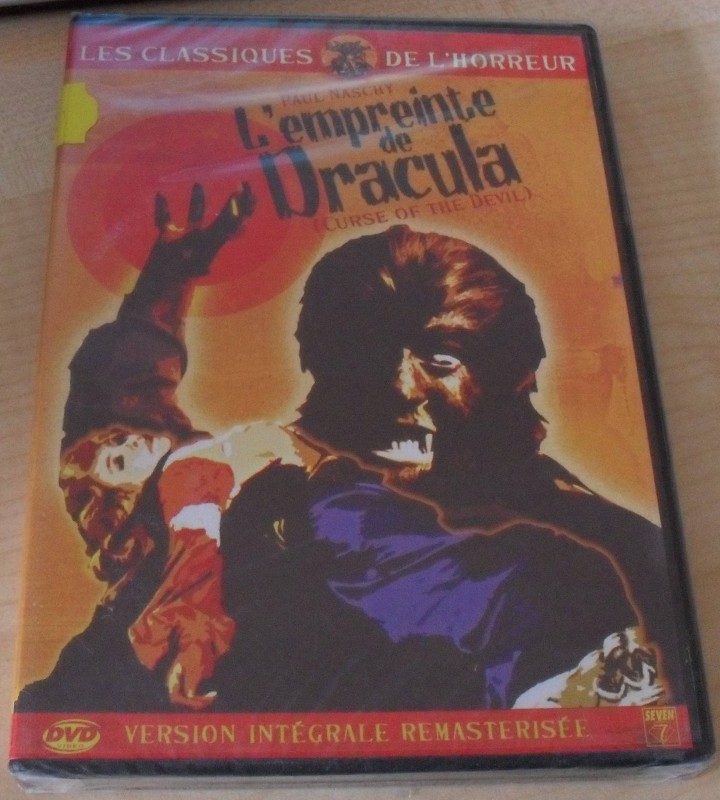 LES CLASSIQUES DE L'HORREUR
PAUL NASCHY
L'empreinte
de
Dracula
(CURSE OF THE DEVIL)
DVD VERSION INTÉGRALE REMASTERISÉE SEVEN
VIDEO 7